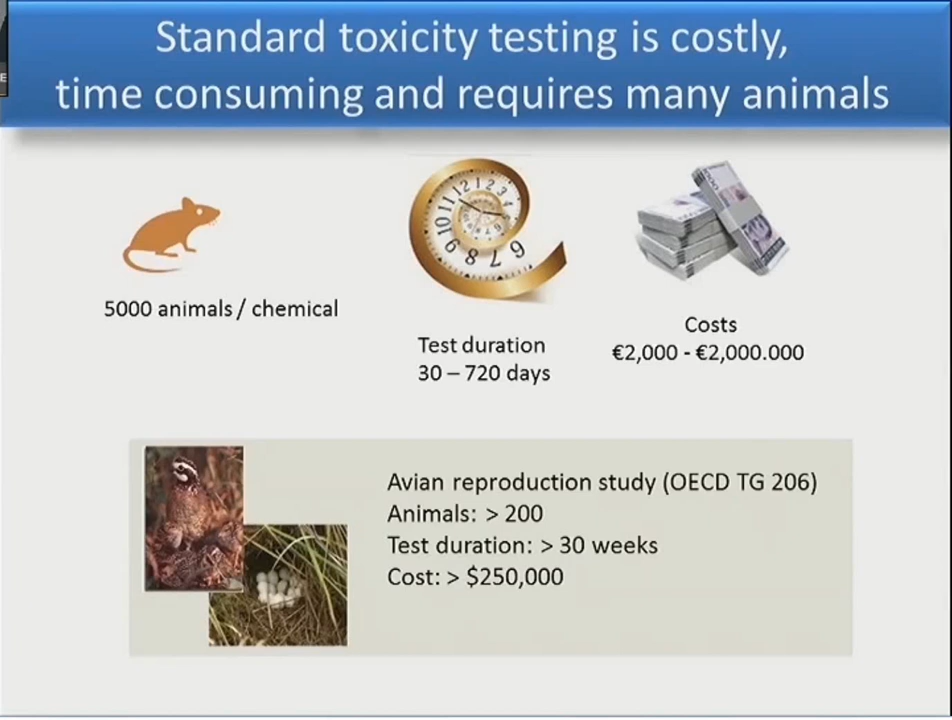 Standard toxicity testing is costly,
time consuming and requires many animals
5000 animals / chemical
Test duration
30 – 720 days
Costs
€2,000 - €2,000.000
Avian reproduction study (OECD TG 206)
Animals: > 200
Test duration: > 30 weeks
Cost: > $250,000